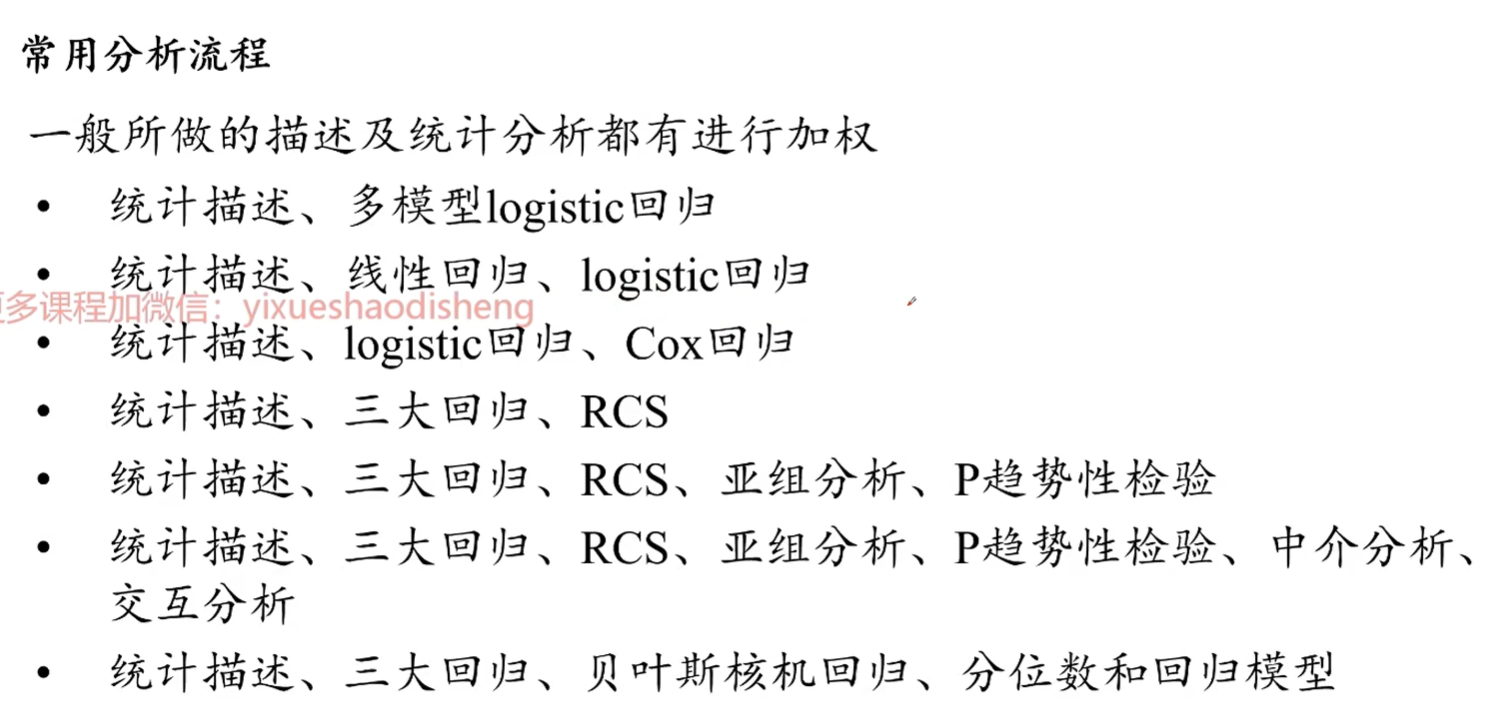 常用分析流程
一般所做的描述及统计分析都有进行加权
• 统计描述、多模型logistic回归
• 统计描述、线性回归、logistic回归
更多课程加微信：yixueshaodisheng
• 统计描述、logistic回归、Cox回归
• 统计描述、三大回归、RCS
• 统计描述、三大回归、RCS、亚组分析、P趋势性检验
• 统计描述、三大回归、RCS、亚组分析、P趋势性检验、中介分析、
交互分析
• 统计描述、三大回归、贝叶斯核机回归、分位数和回归模型